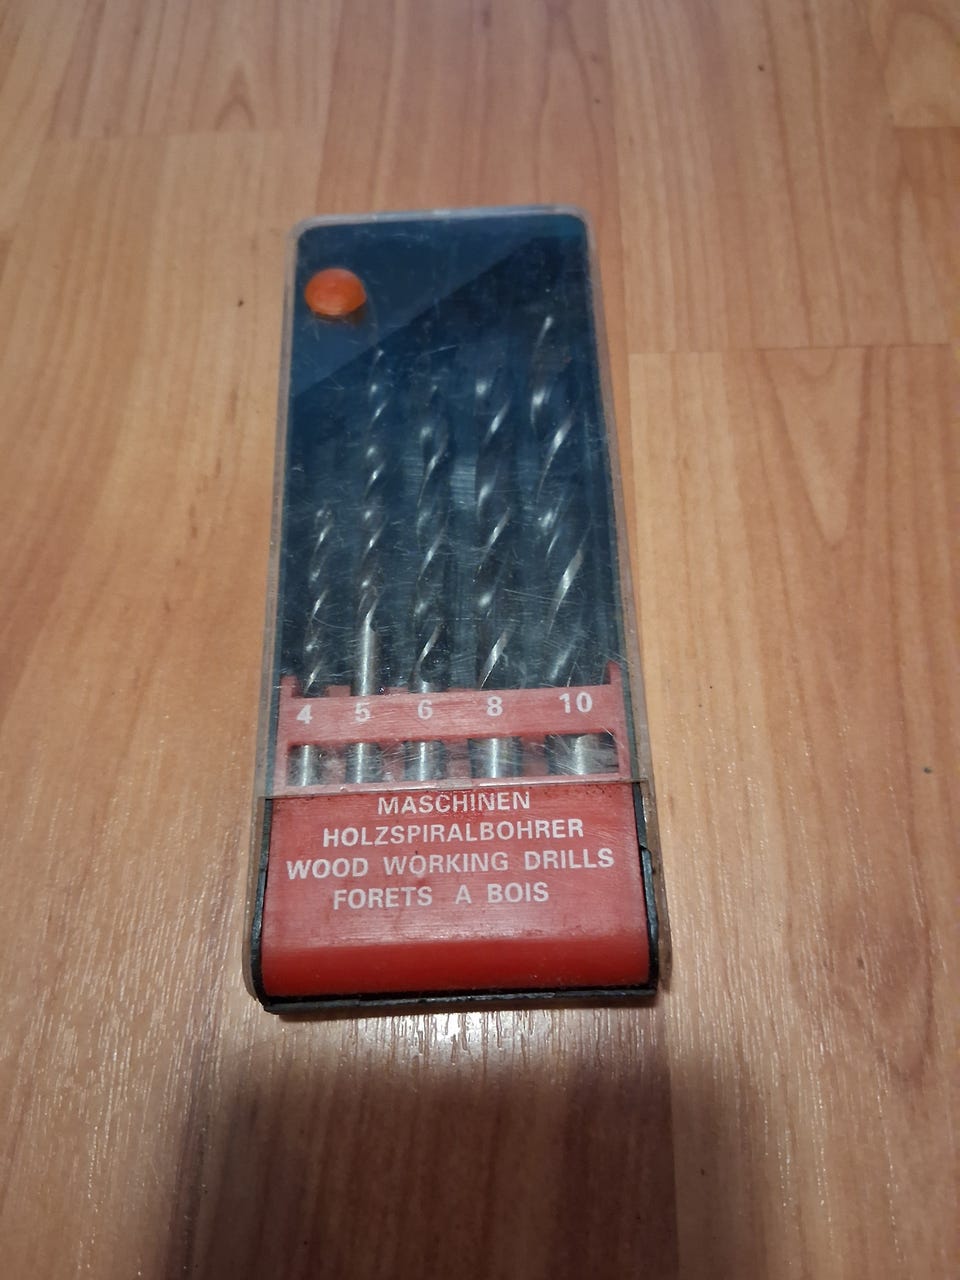 4 5 6 8 10
MASCHINEN
HOLZSPIRALBOHRER
WOOD WORKING DRILLS
FORETS A BOIS